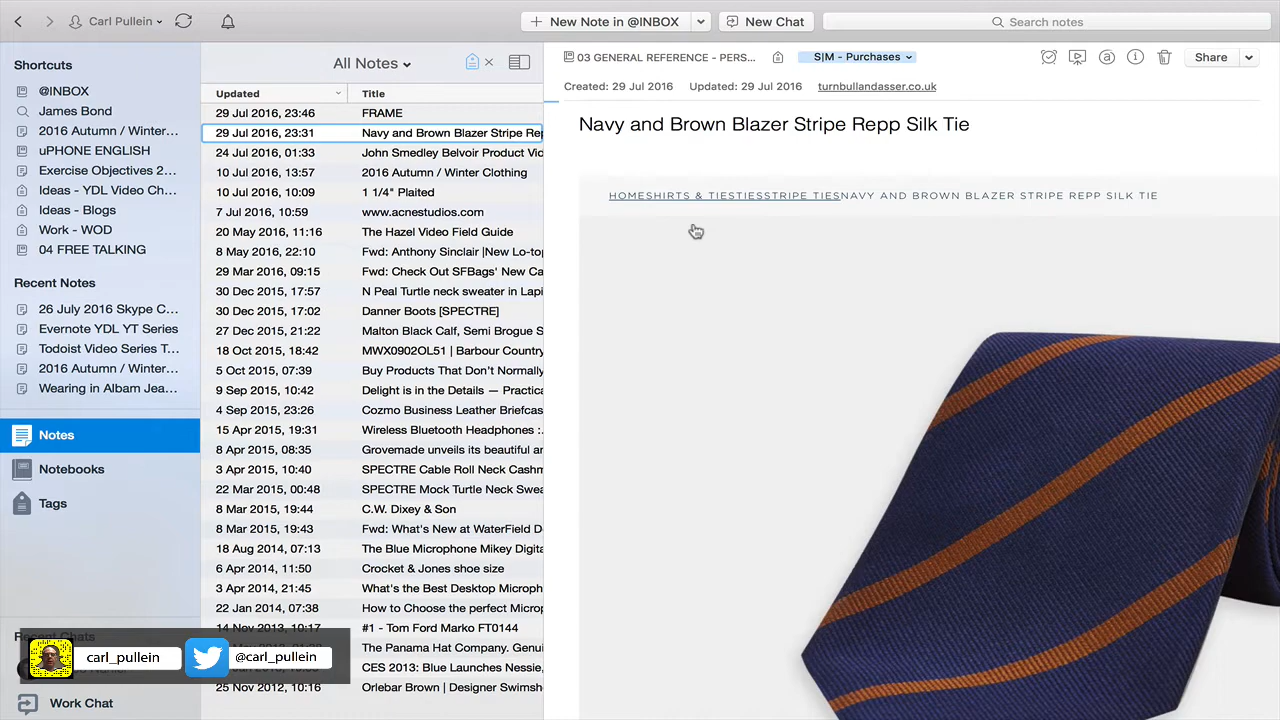 Carl Pullein
New Note in @INBOX
New Chat
Search notes
Shortcuts
@INBOX
James Bond
2016 Autumn / Winter...
uPHONE ENGLISH
Exercise Objectives 2...
Ideas - YDL Video Ch...
Ideas - Blogs
Work - WOD
04 FREE TALKING
Recent Notes
26 July 2016 Skype C...
Evernote YDL YT Series
Todoist Video Series T...
2016 Autumn / Winter...
Wearing in Albam Jea...
Notes
Notebooks
Tags
carl_pullein
@carl_pullein
Work Chat
All Notes
Updated Title
29 Jul 2016, 23:46 FRAME
29 Jul 2016, 23:31 Navy and Brown Blazer Stripe Rep
24 Jul 2016, 01:33 John Smedley Belvoir Product Vid
10 Jul 2016, 13:57 2016 Autumn / Winter Clothing
10 Jul 2016, 10:09 1 1/4" Plaited
7 Jul 2016, 10:59 www.acnestudios.com
20 May 2016, 11:16 The Hazel Video Field Guide
8 May 2016, 22:10 Fwd: Anthony Sinclair |New Lo-top
29 Mar 2016, 09:15 Fwd: Check Out SFBags' New Ca
30 Dec 2015, 17:57 N Peal Turtle neck sweater in Lapi
30 Dec 2015, 17:02 Danner Boots [SPECTRE]
27 Dec 2015, 21:22 Malton Black Calf, Semi Brogue S
18 Oct 2015, 18:42 MWX0902OL51 | Barbour Country
5 Oct 2015, 07:39 Buy Products That Don't Normally
9 Sep 2015, 10:42 Delight is in the Details — Practica
4 Sep 2015, 23:26 Cozmo Business Leather Briefcas
15 Apr 2015, 19:31 Wireless Bluetooth Headphones :.
8 Apr 2015, 08:35 Grovemade unveils its beautiful ar
3 Apr 2015, 10:40 SPECTRE Cable Roll Neck Cashm
22 Mar 2015, 00:48 SPECTRE Mock Turtle Neck Swea
8 Mar 2015, 19:44 C.W. Dixey & Son
8 Mar 2015, 19:43 Fwd: What's New at WaterField D
18 Aug 2014, 07:13 The Blue Microphone Mikey Digita
6 Apr 2014, 11:50 Crocket & Jones shoe size
3 Apr 2014, 21:45 What's the Best Desktop Microph
22 Jan 2014, 07:38 How to Choose the perfect Microp
14 Nov 2013, 10:17 #1 - Tom Ford Marko FT0144
The Panama Hat Company. Genui
CES 2013: Blue Launches Nessie,
25 Nov 2012, 10:16 Orlebar Brown | Designer Swimsh
03 GENERAL REFERENCE - PERS...
S|M - Purchases
Share
Created: 29 Jul 2016 Updated: 29 Jul 2016 turnbullandasser.co.uk
Navy and Brown Blazer Stripe Repp Silk Tie
HOMESHIRTS & TIESTIESSTRIPE TIESNAVY AND BROWN BLAZER STRIPE REPP SILK TIE